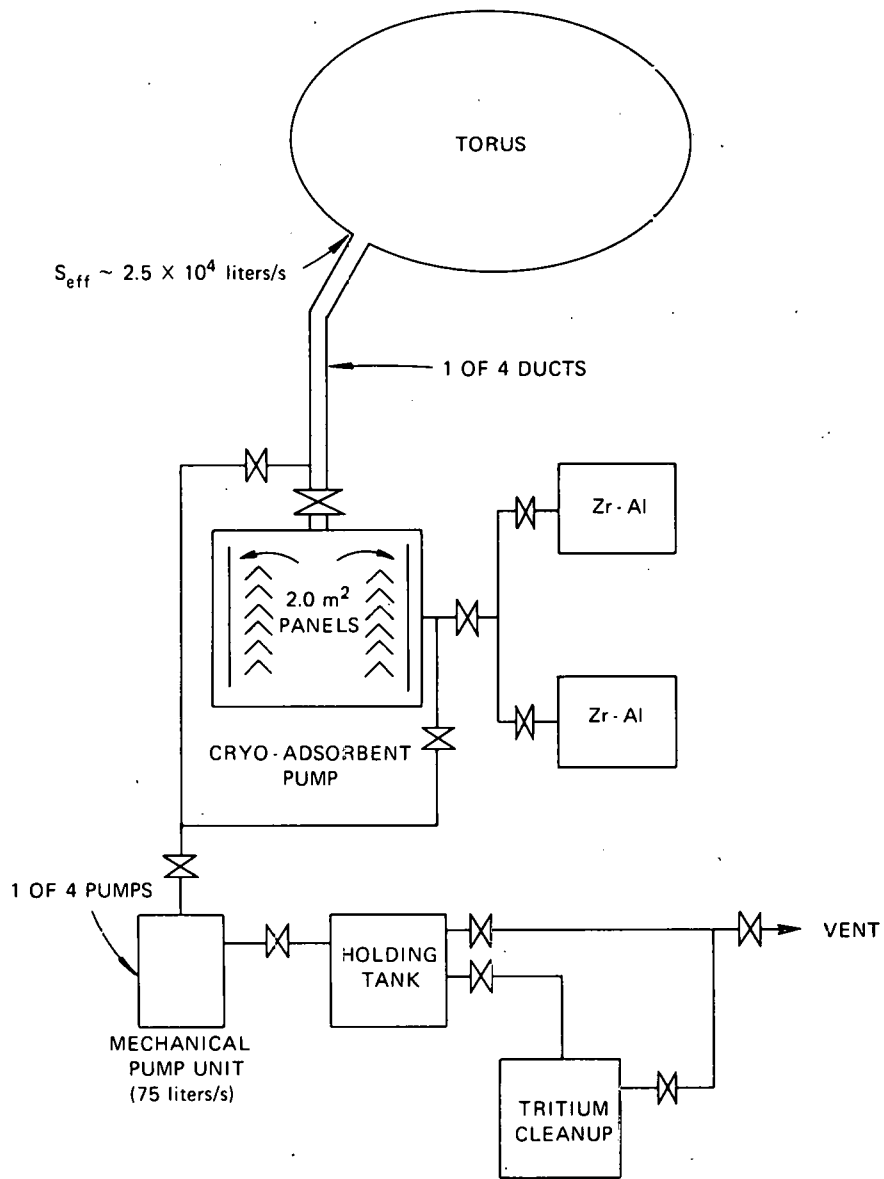 TORUS
S_eff ~ 2.5 X 10^4 liters/s
1 OF 4 DUCTS
Zr - Al
2.0 m²
PANELS
Zr - Al
CRYO - ADSORBENT
PUMP
1 OF 4 PUMPS
VENT
HOLDING
TANK
MECHANICAL
PUMP UNIT
(75 liters/s)
TRITIUM
CLEANUP